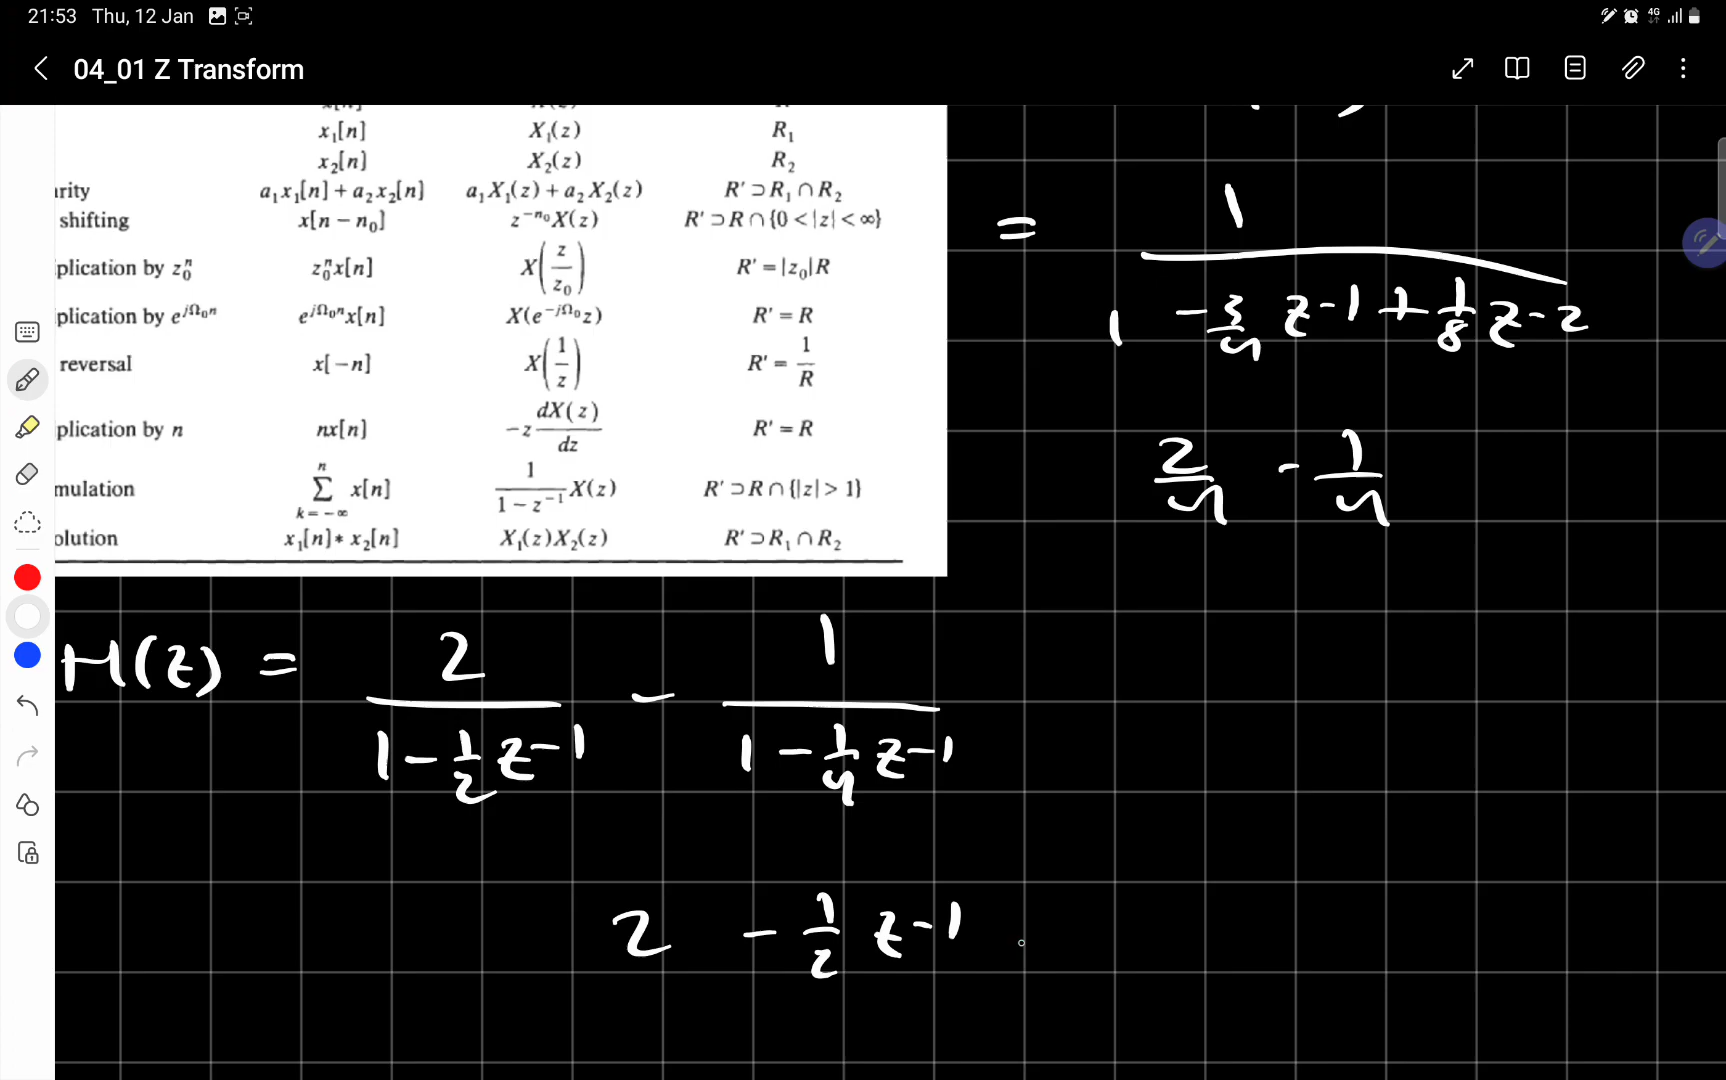 21:53 Thu, 12 Jan 4G
04_01 Z Transform
x₁[n] X₁(z) R₁
x₂[n] X₂(z) R₂
arity a₁x₁[n] + a₂x₂[n] a₁X₁(z) + a₂X₂(z) R' ⊃ R₁ ∩ R₂
shifting x[n − n₀] z^{−n₀}X(z) R' ⊃ R ∩ {0 < |z| < ∞}
plication by z₀ⁿ z₀ⁿx[n] X(z/z₀) R' = |z₀|R
plication by e^{jΩ₀n} e^{jΩ₀n}x[n] X(e^{−jΩ₀}z) R' = R
reversal x[−n] X(1/z) R' = 1/R
plication by n nx[n] −z dX(z)/dz R' = R
mulation Σ_{k=−∞}^{n} x[n] 1/(1 − z⁻¹) X(z) R' ⊃ R ∩ {|z| > 1}
olution x₁[n] * x₂[n] X₁(z)X₂(z) R' ⊃ R₁ ∩ R₂
= 1/(1 − 3/4 z⁻¹ + 1/8 z⁻²)
2/4 − 1/4
H(z) = 2/(1 − 1/2 z⁻¹) − 1/(1 − 1/4 z⁻¹)
2 − 1/2 z⁻¹